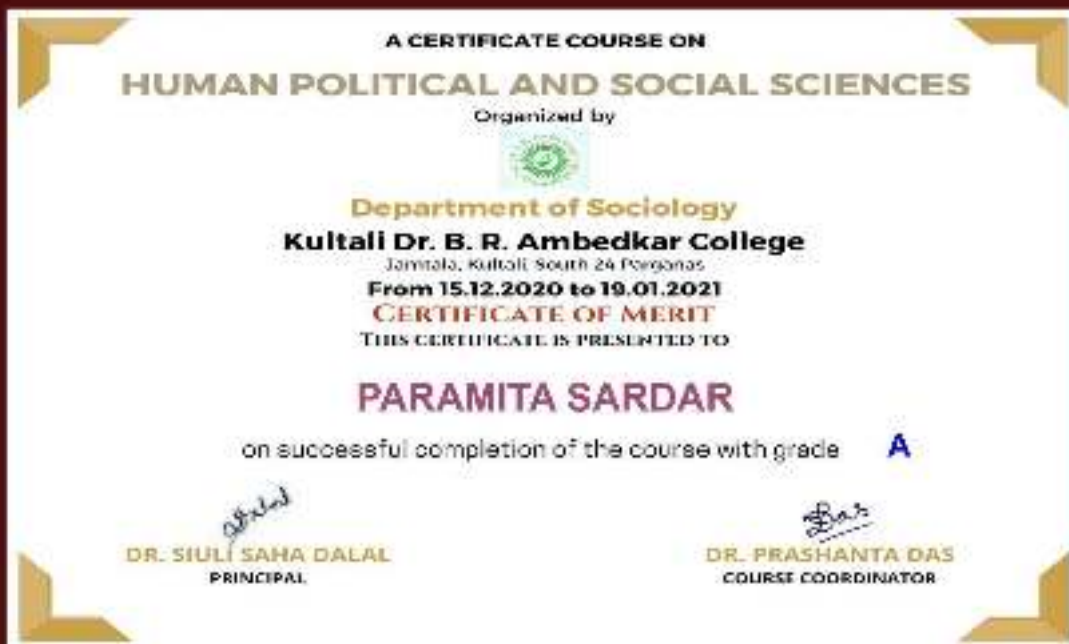 A CERTIFICATE COURSE ON
HUMAN POLITICAL AND SOCIAL SCIENCES
Organized by
Department of Sociology
Kultali Dr. B. R. Ambedkar College
Jamtala, Kultali, South 24 Parganas
From 15.12.2020 to 19.01.2021
CERTIFICATE OF MERIT
THIS CERTIFICATE IS PRESENTED TO
PARAMITA SARDAR
on successful completion of the course with grade A
Das
DR. SIULI SAHA DALAL DR. PRASHANTA DAS
PRINCIPAL COURSE COORDINATOR